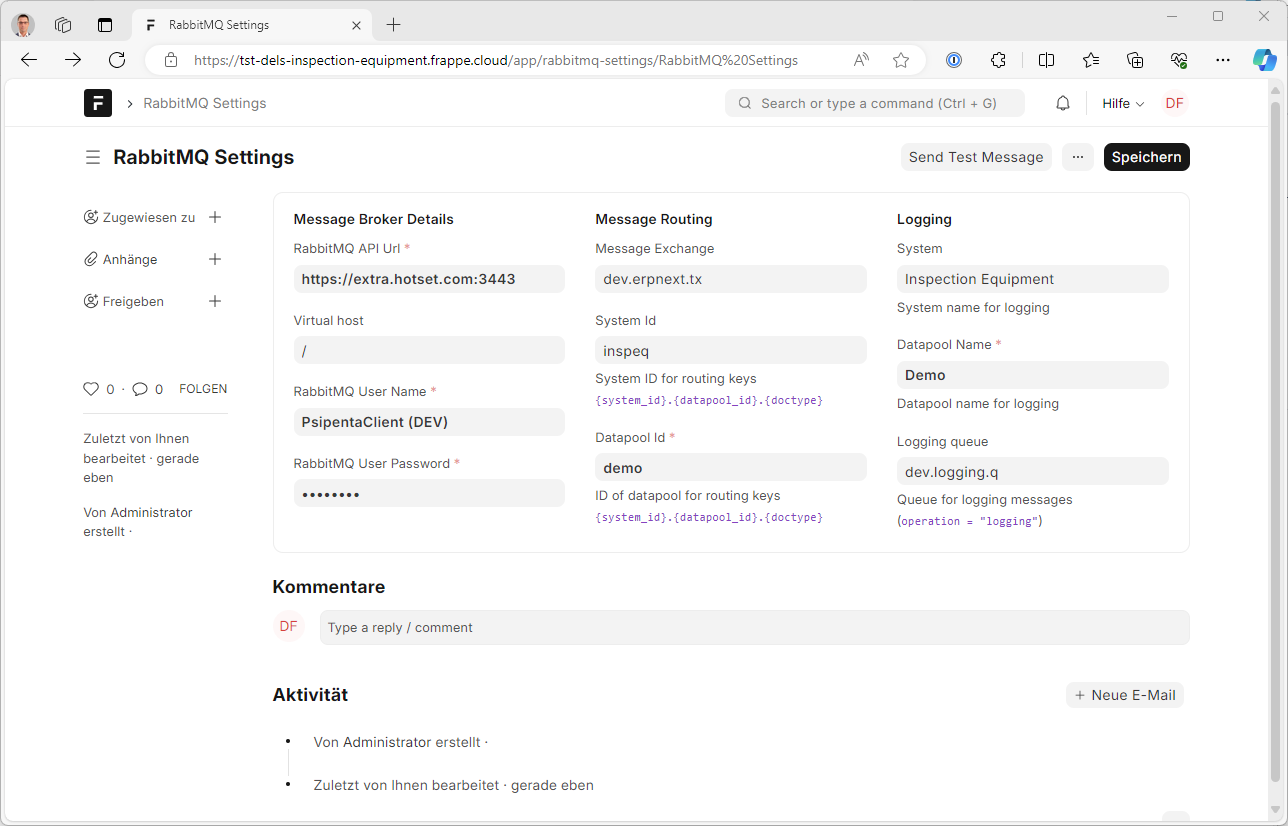 RabbitMQ Settings
https://tst-dels-inspection-equipment.frappe.cloud/app/rabbitmq-settings/RabbitMQ%20Settings
RabbitMQ Settings
Search or type a command (Ctrl + G)
Hilfe
DF
RabbitMQ Settings
Send Test Message
Speichern
Zugewiesen zu
Anhänge
Freigeben
0 · 0 FOLGEN
Zuletzt von Ihnen
bearbeitet · gerade
eben
Von Administrator
erstellt ·
Message Broker Details
RabbitMQ API Url *
https://extra.hotset.com:3443
Virtual host
/
RabbitMQ User Name *
PsipentaClient (DEV)
RabbitMQ User Password *
••••••••
Message Routing
Message Exchange
dev.erpnext.tx
System Id
inspeq
System ID for routing keys
{system_id}.{datapool_id}.{doctype}
Datapool Id *
demo
ID of datapool for routing keys
{system_id}.{datapool_id}.{doctype}
Logging
System
Inspection Equipment
System name for logging
Datapool Name *
Demo
Datapool name for logging
Logging queue
dev.logging.q
Queue for logging messages
(operation = "logging")
Kommentare
DF
Type a reply / comment
Aktivität
+ Neue E-Mail
Von Administrator erstellt ·
Zuletzt von Ihnen bearbeitet · gerade eben